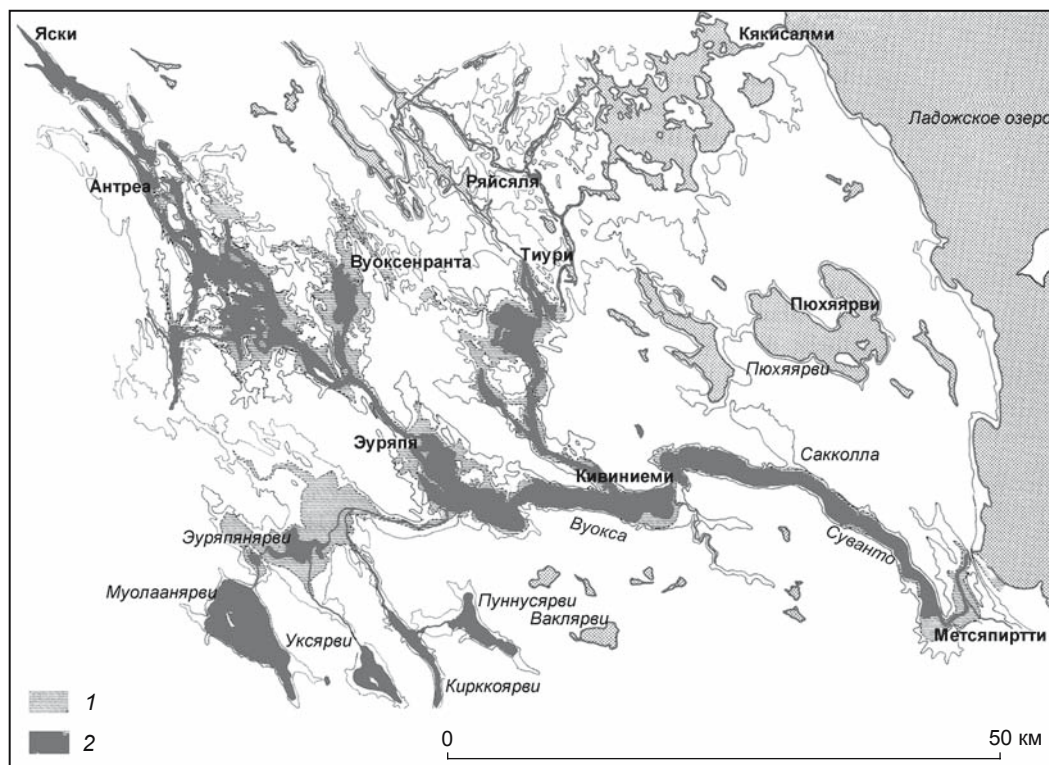 Яски
Кякисалми
Ладожское озеро
Антреа
Ряйсяля
Тиури
Вуоксенранта
Пюхяярви
Пюхяярви
Эуряпя
Сакколла
Кивиниеми
Вуокса
Суванто
Эуряпянярви
Муолаанярви
Пуннусярви
Ваклярви
Уксярви
Метсяпиртти
Кирккоярви
1
2
0
50 км